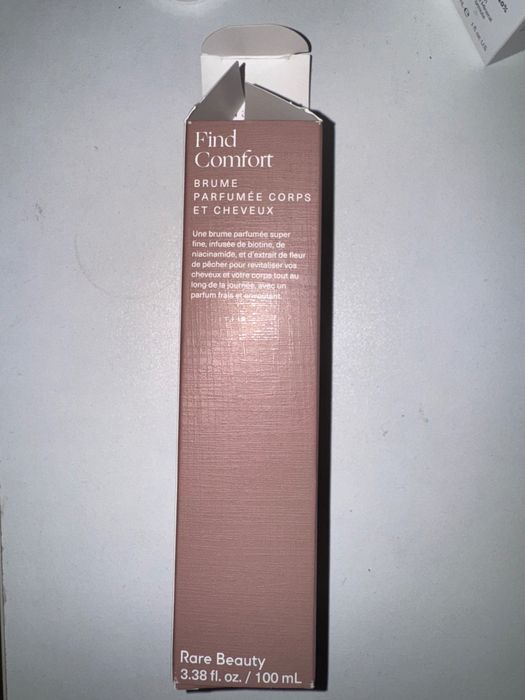 Find
Comfort
BRUME
PARFUMÉE CORPS
ET CHEVEUX
Une brume parfumée super
fine, infusée de biotine, de
niacinamide, et d'extrait de fleur
de pêcher pour revitaliser vos
cheveux et votre corps tout au
long de la journée, avec un
parfum frais et envoûtant.
Rare Beauty
3.38 fl. oz. / 100 mL